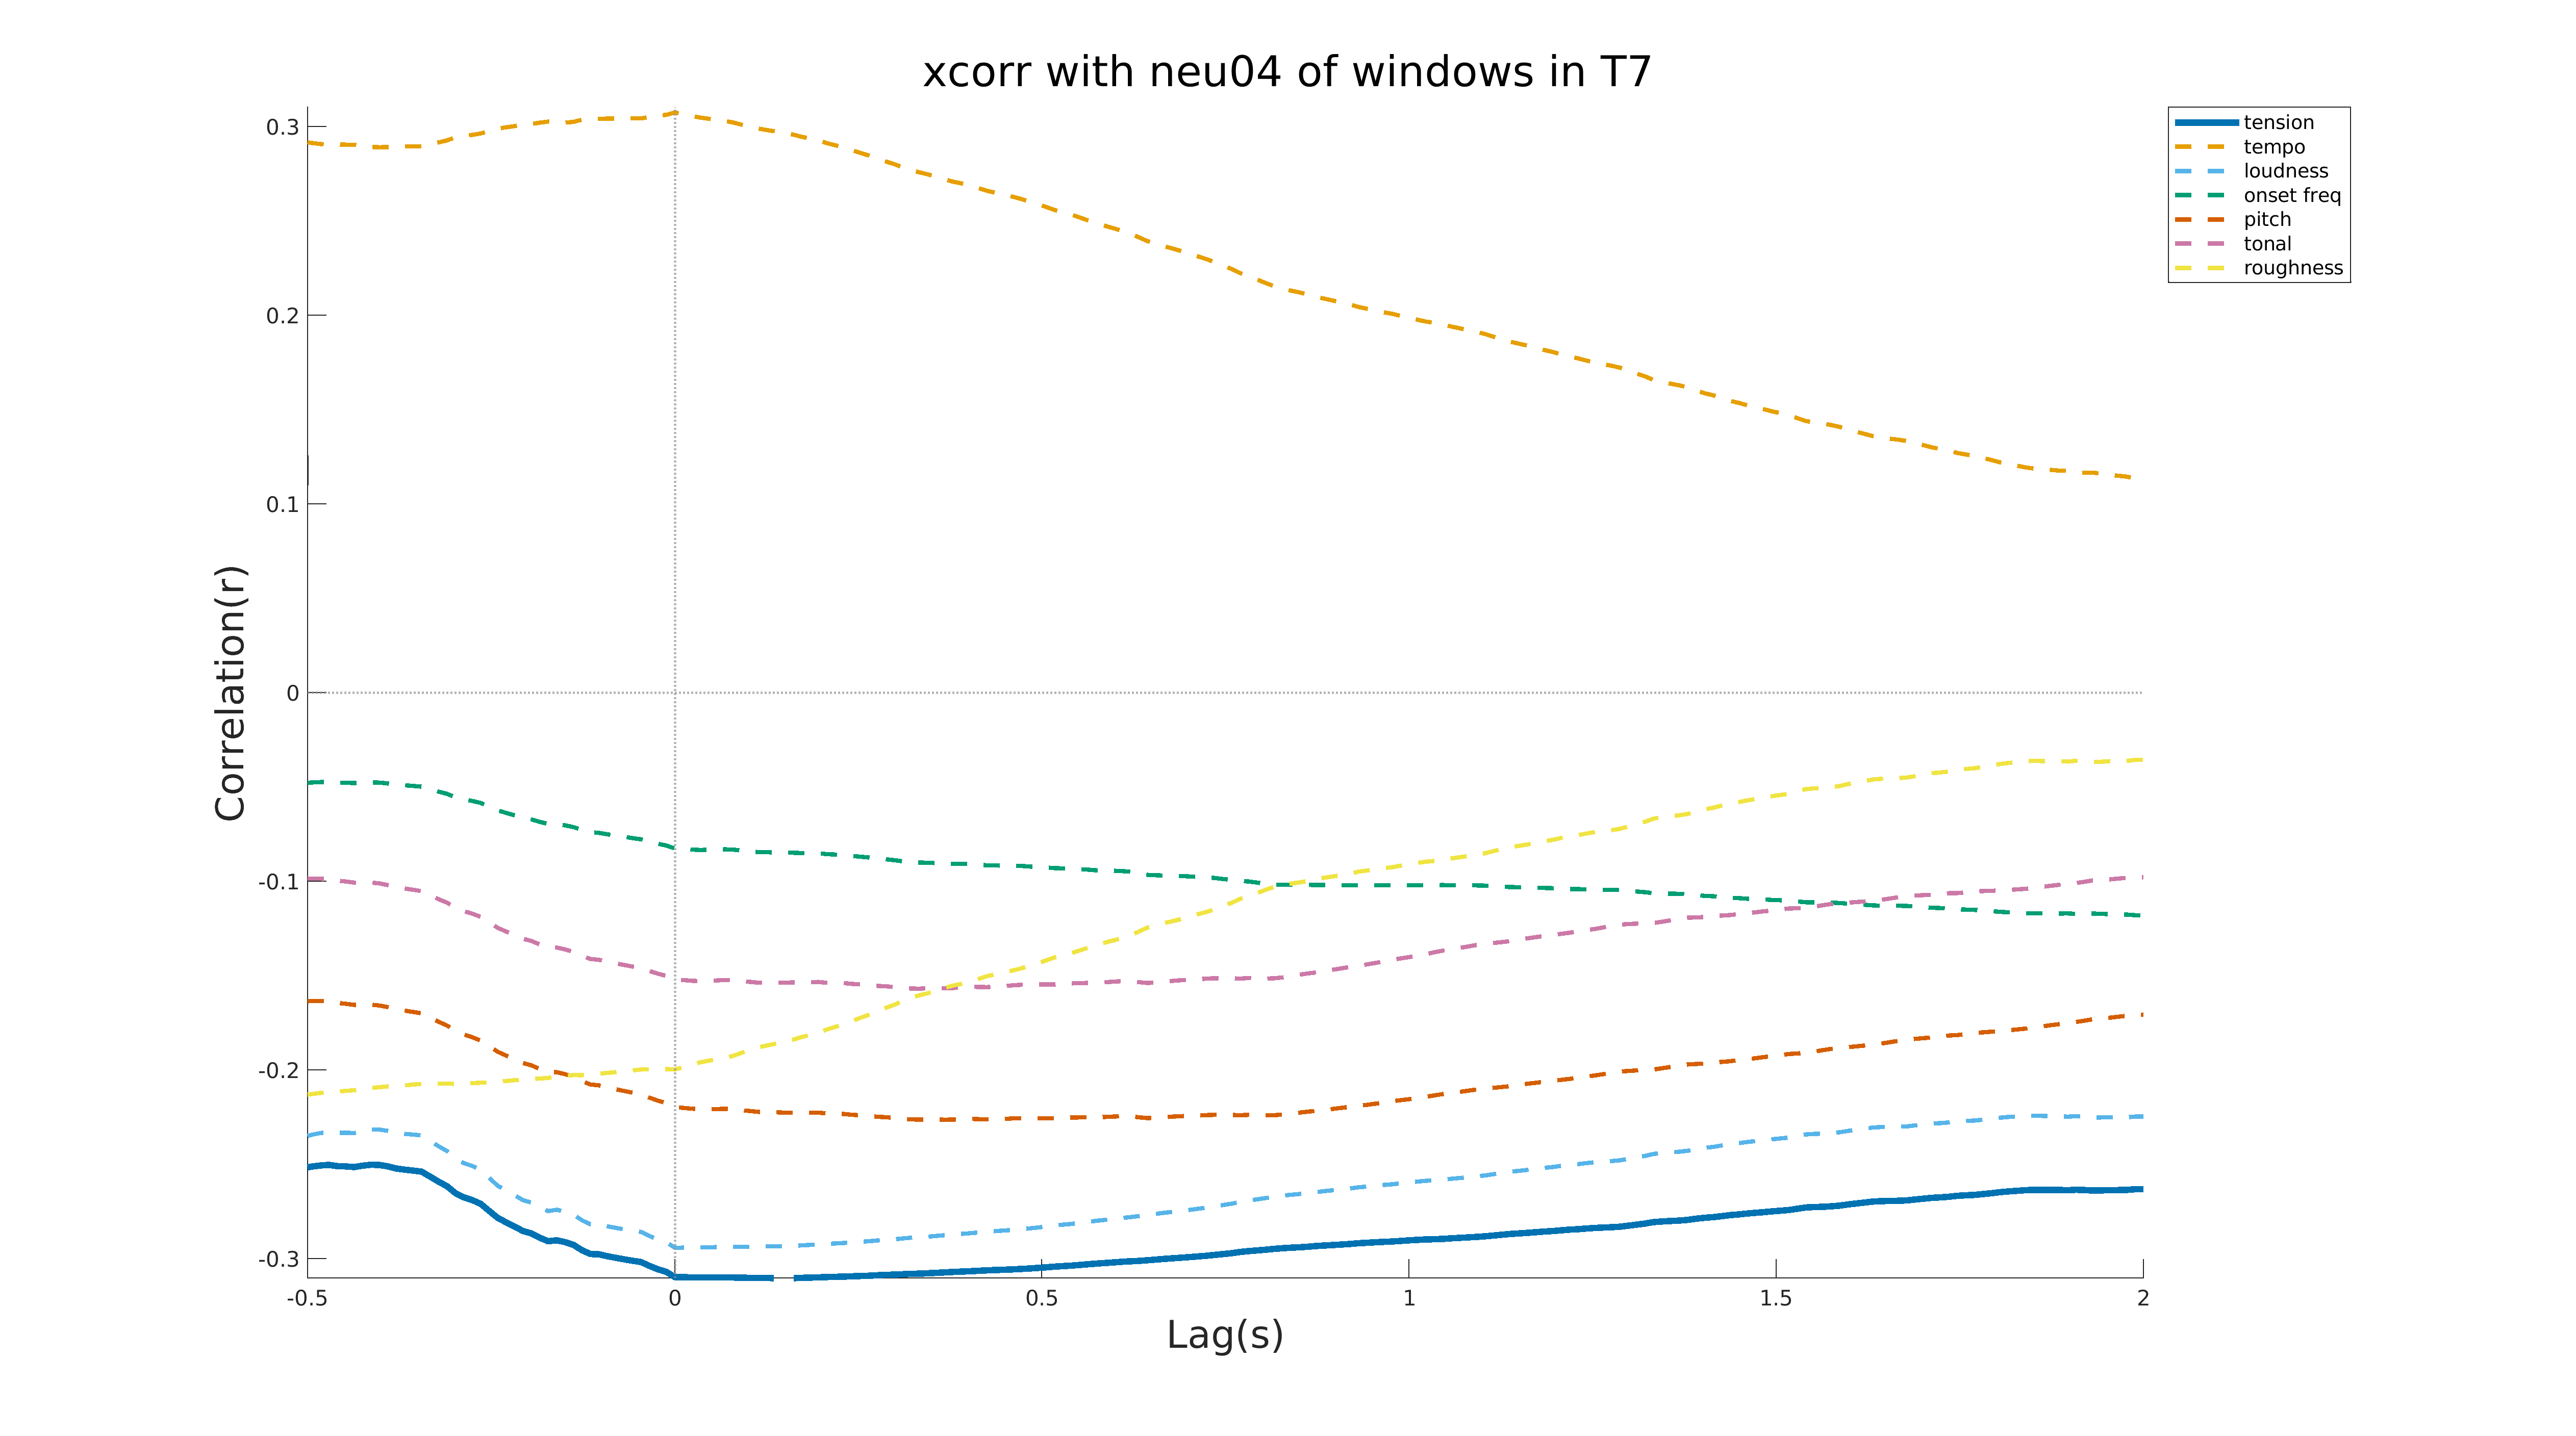 xcorr with neu04 of windows in T7
tension
tempo
loudness
onset freq
pitch
tonal
roughness
Correlation(r)
0.3
0.2
0.1
0
-0.1
-0.2
-0.3
-0.5
0
0.5
1
1.5
2
Lag(s)